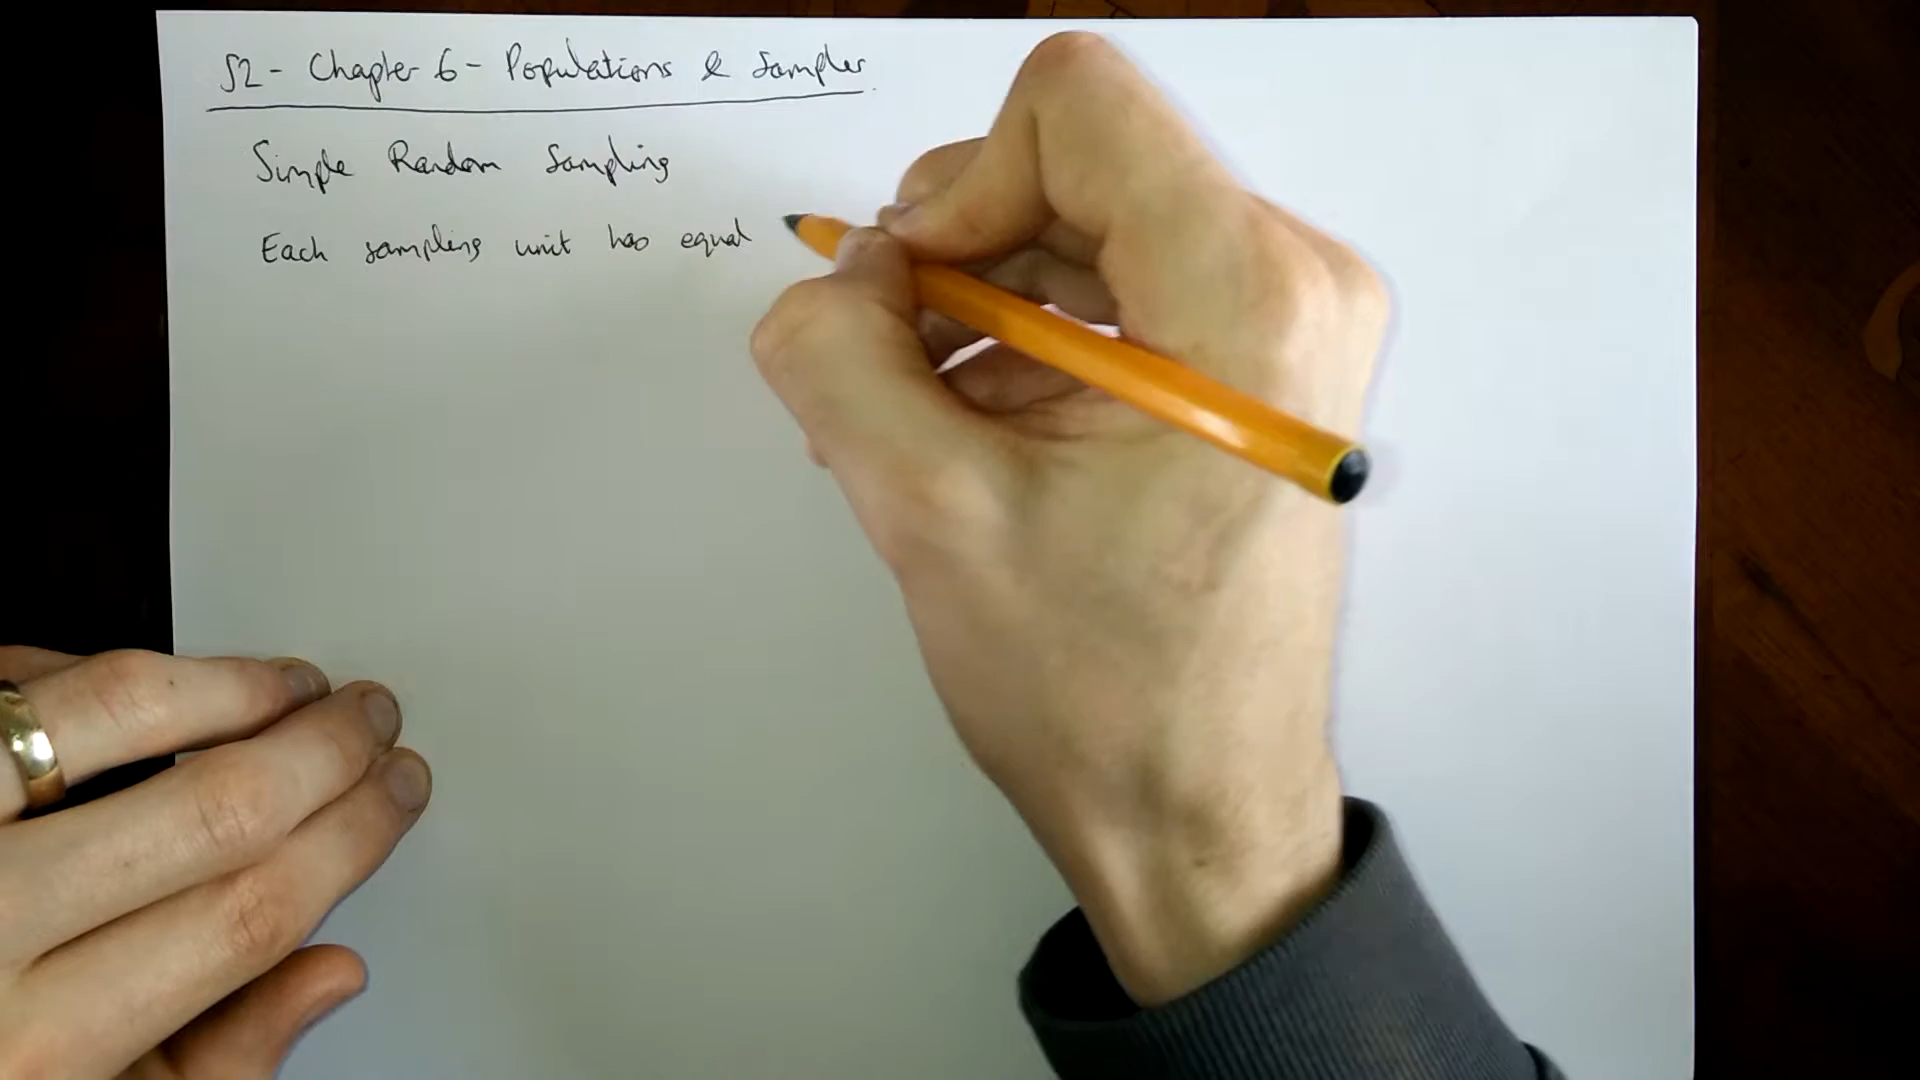 S2 - Chapter 6 - Populations & Samples.
Simple Random Sampling
Each sampling unit has equal